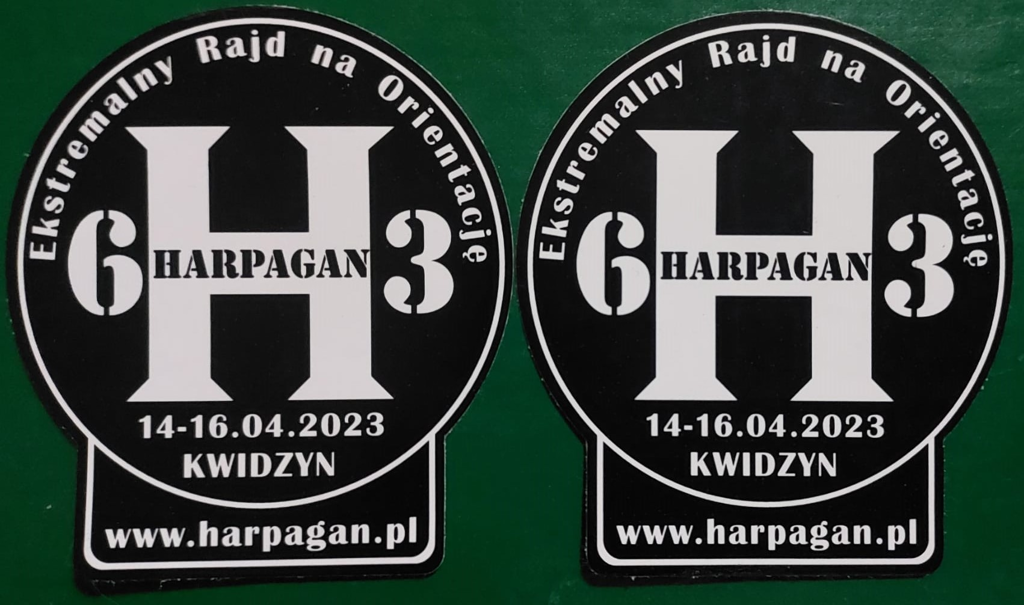 Ekstremalny Rajd na Orientację
H
6 HARPAGAN 3
14-16.04.2023
KWIDZYN
www.harpagan.pl
Ekstremalny Rajd na Orientację
H
6 HARPAGAN 3
14-16.04.2023
KWIDZYN
www.harpagan.pl